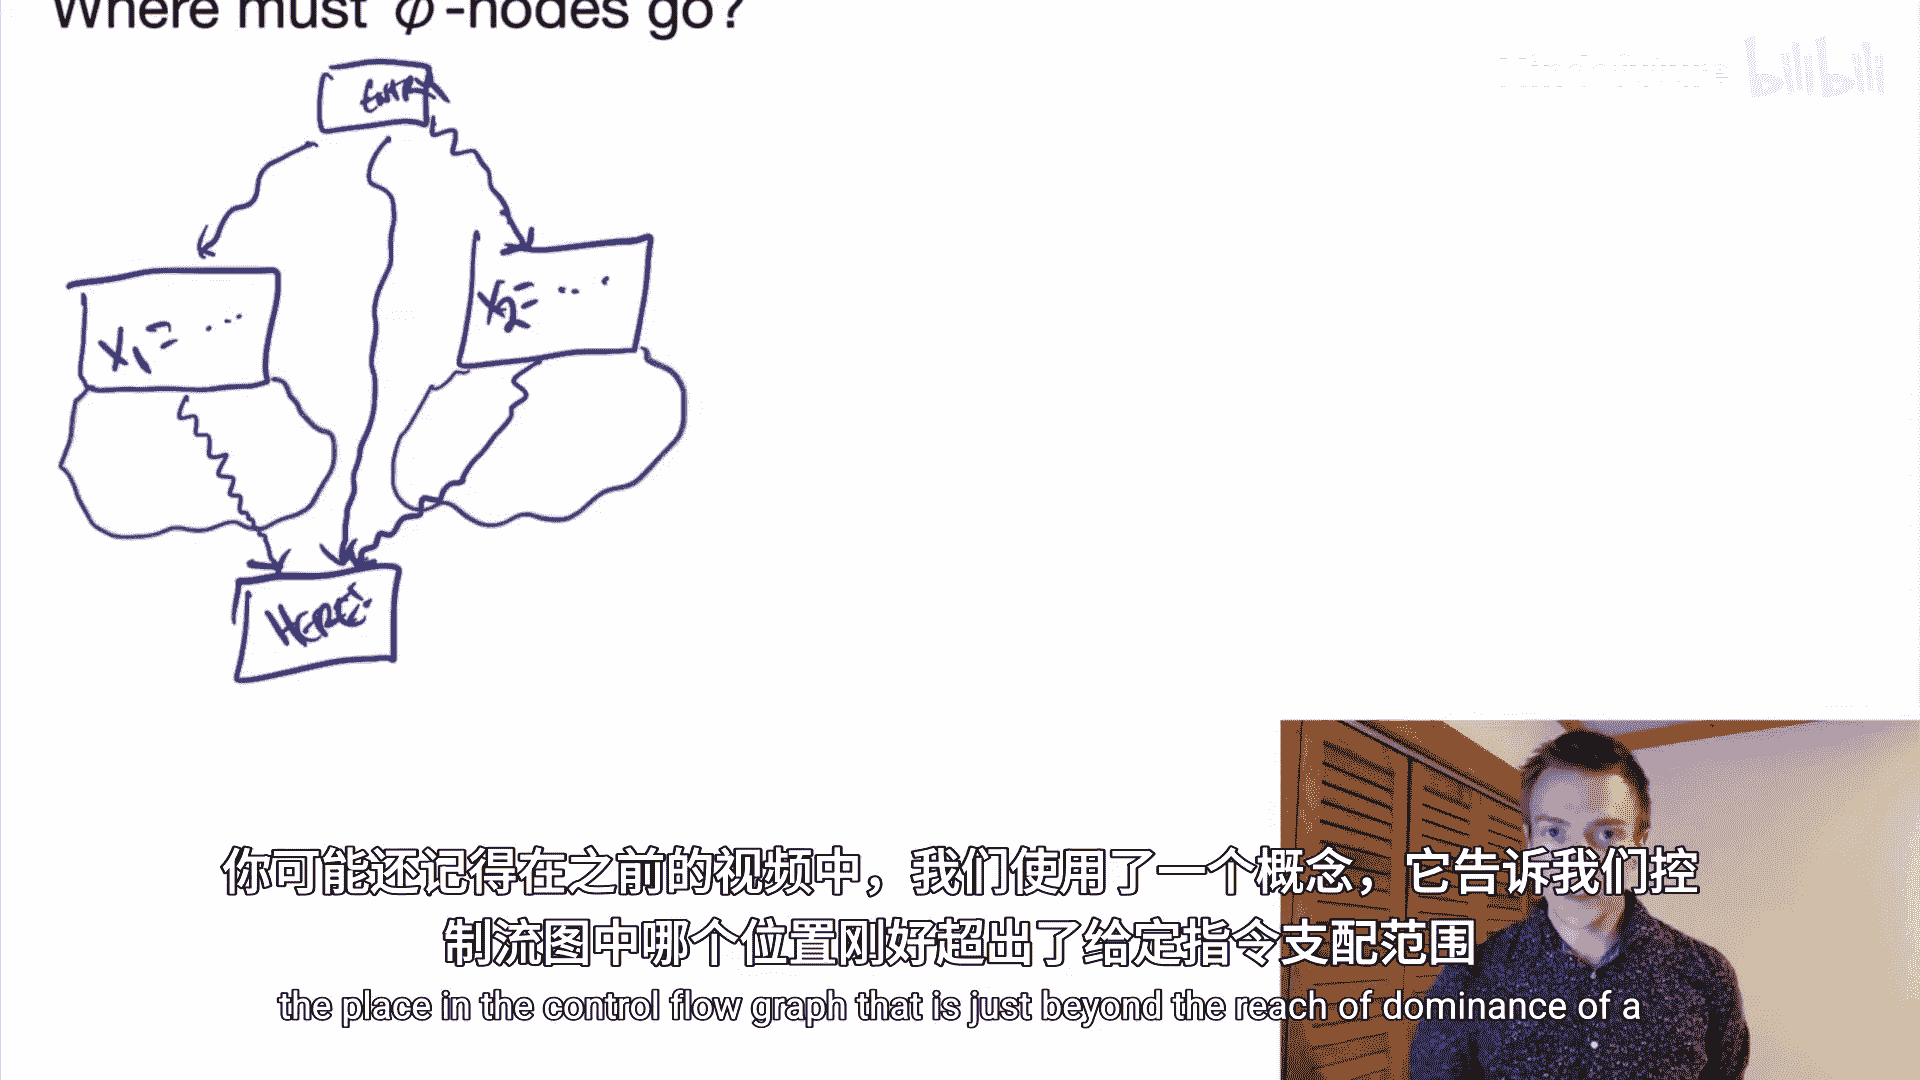 Where must φ-nodes go?
bilibili
ENTRY
X1= ...
X2= ...
HERE!
你可能还记得在之前的视频中，我们使用了一个概念，它告诉我们控
制流图中哪个位置刚好超出了给定指令支配范围
the place in the control flow graph that is just beyond the reach of dominance of a